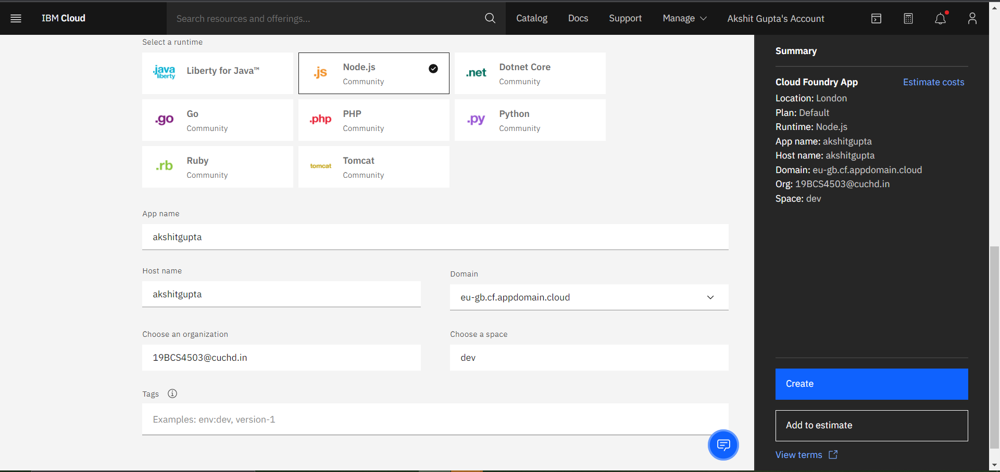 IBM Cloud
Search resources and offerings...
Catalog
Docs
Support
Manage
Akshit Gupta's Account
Select a runtime
.java
liberty
Liberty for Java™
.js
Node.js
Community
.net
Dotnet Core
Community
.go
Go
Community
.php
PHP
Community
.py
Python
Community
.rb
Ruby
Community
tomcat
Tomcat
Community
App name
akshitgupta
Host name
akshitgupta
Domain
eu-gb.cf.appdomain.cloud
Choose an organization
19BCS4503@cuchd.in
Choose a space
dev
Tags
Examples: env:dev, version-1
Summary
Cloud Foundry App
Estimate costs
Location: London
Plan: Default
Runtime: Node.js
App name: akshitgupta
Host name: akshitgupta
Domain: eu-gb.cf.appdomain.cloud
Org: 19BCS4503@cuchd.in
Space: dev
Create
Add to estimate
View terms